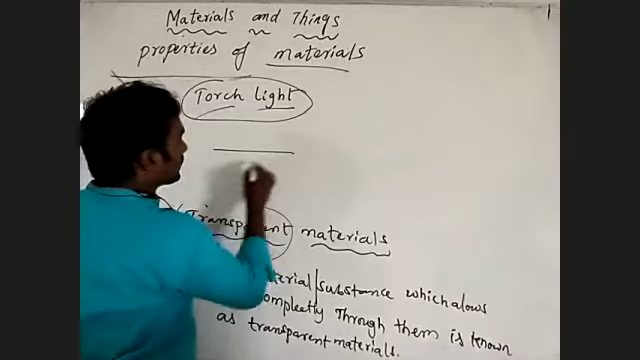 Materials and Things
properties of materials
Torch light
Transparent materials
substance which alows
Through them is known
as transparent materials.